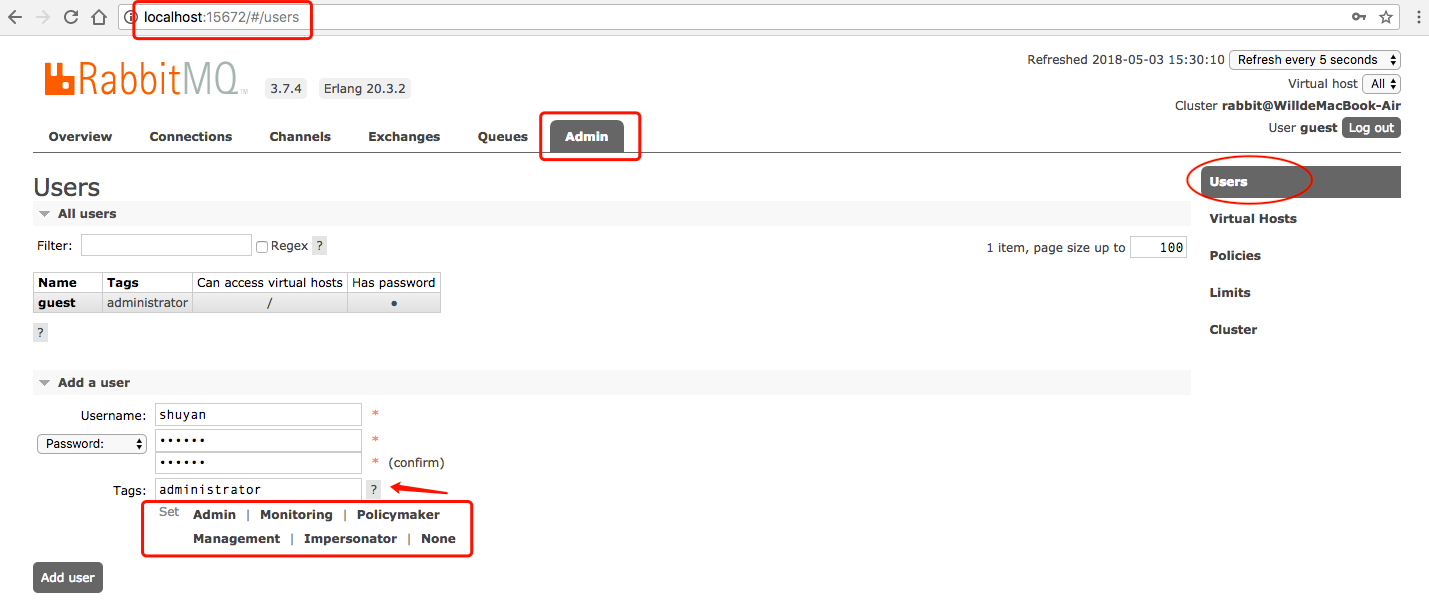 localhost:15672/#/users
RabbitMQ TM 3.7.4 Erlang 20.3.2
Refreshed 2018-05-03 15:30:10 Refresh every 5 seconds
Virtual host All
Cluster rabbit@WilldeMacBook-Air
User guest Log out
Overview Connections Channels Exchanges Queues Admin
Users
All users
Filter: Regex ? 1 item, page size up to 100
Name Tags Can access virtual hosts Has password
guest administrator / ●
?
Add a user
Username: shuyan *
Password: •••••• *
•••••• * (confirm)
Tags: administrator ?
Set Admin | Monitoring | Policymaker
Management | Impersonator | None
Add user
Users
Virtual Hosts
Policies
Limits
Cluster